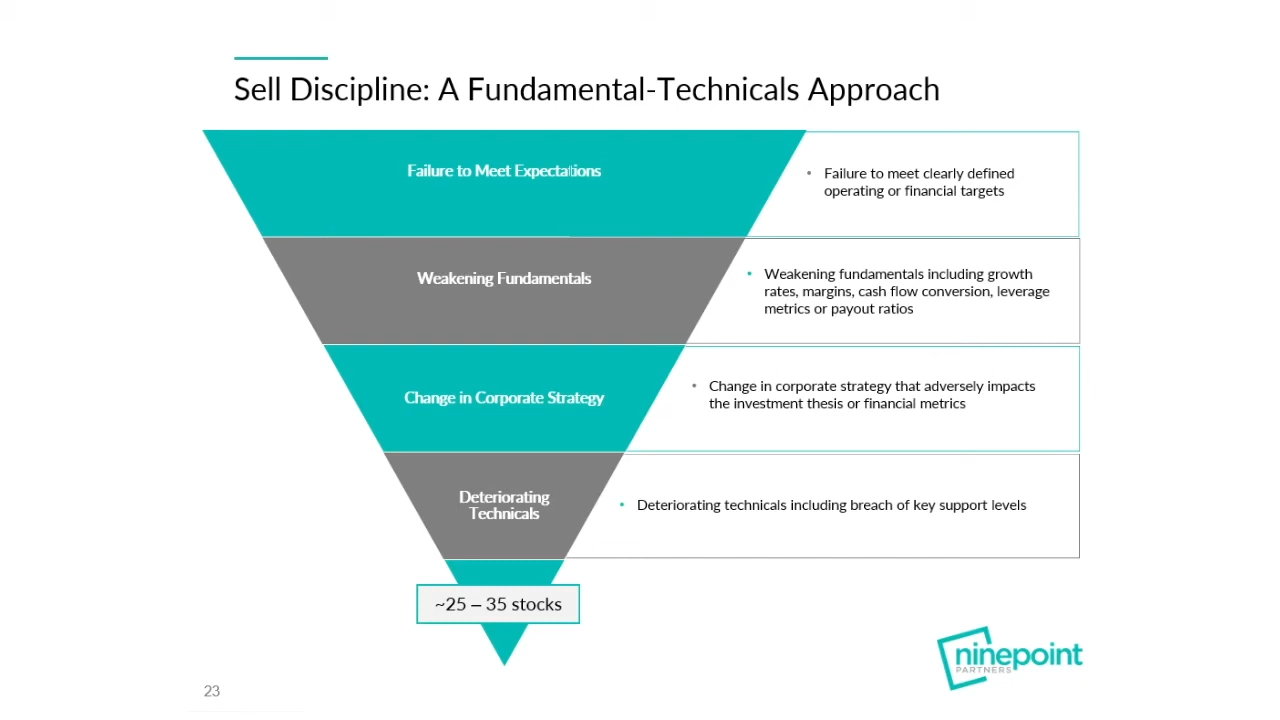 Sell Discipline: A Fundamental-Technicals Approach
Failure to Meet Expectations
• Failure to meet clearly defined
operating or financial targets
Weakening Fundamentals
• Weakening fundamentals including growth
rates, margins, cash flow conversion, leverage
metrics or payout ratios
Change in Corporate Strategy
• Change in corporate strategy that adversely impacts
the investment thesis or financial metrics
Deteriorating
Technicals
• Deteriorating technicals including breach of key support levels
~25 – 35 stocks
ninepoint
PARTNERS
23